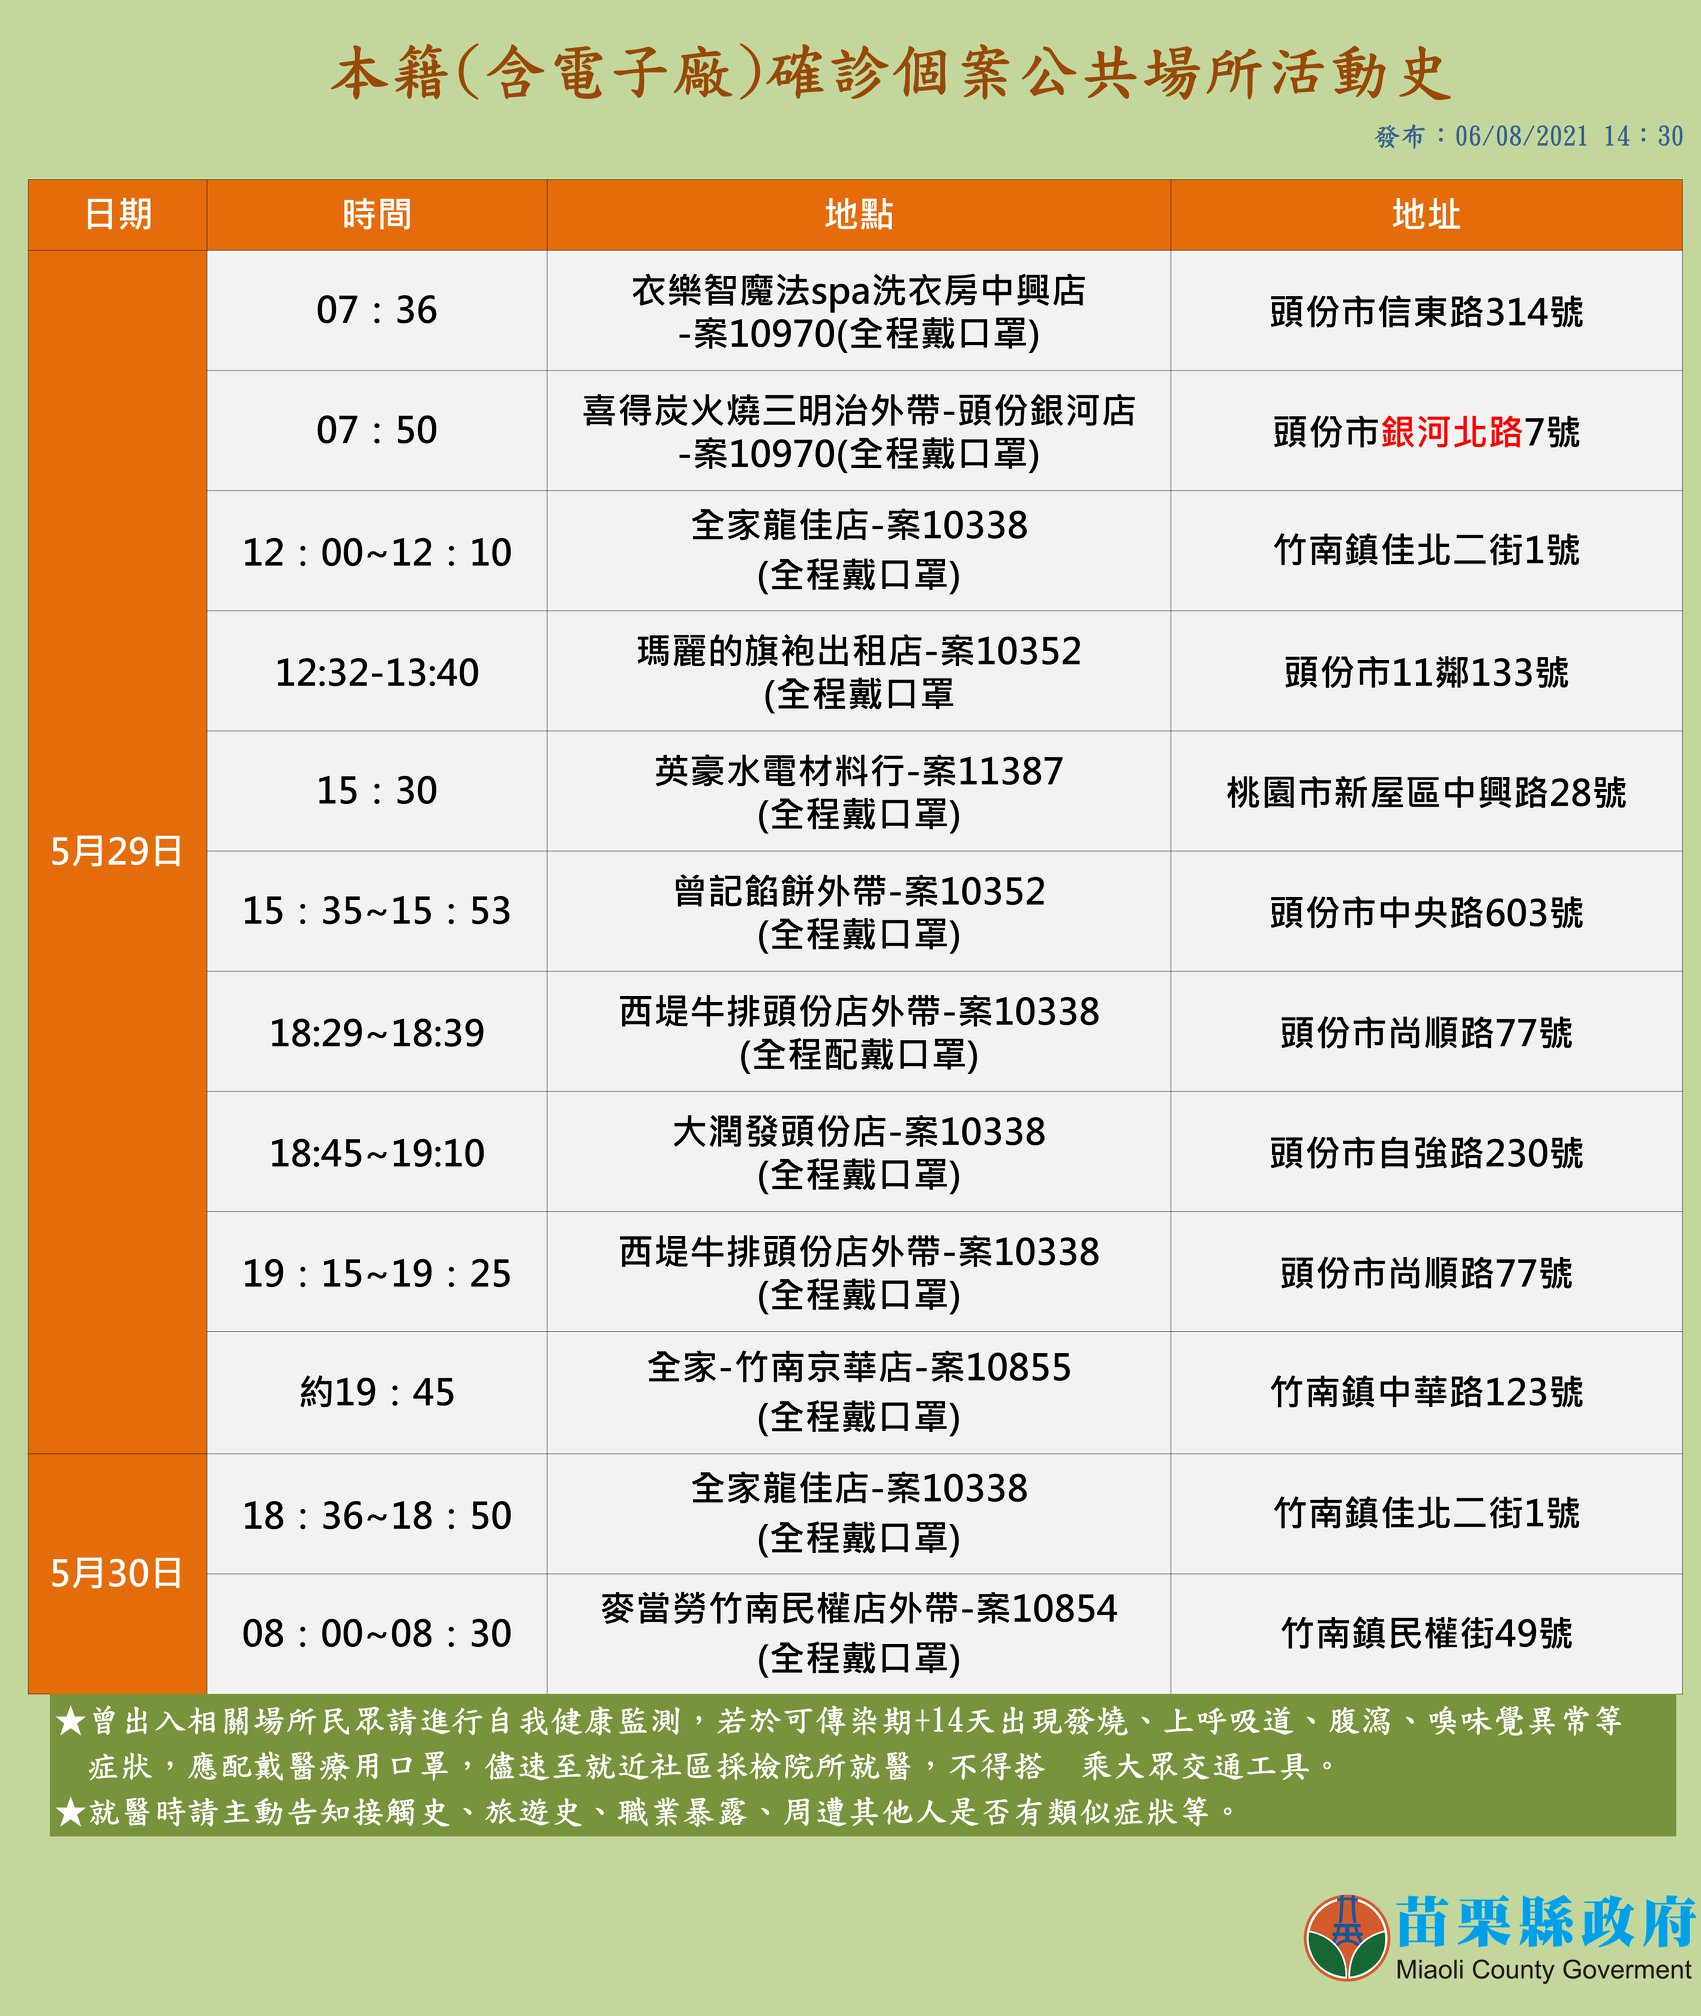 本籍(含電子廠)確診個案公共場所活動史
發布：06/08/2021 14：30
日期 時間 地點 地址
5月29日
07：36 衣樂智魔法spa洗衣房中興店
-案10970(全程戴口罩) 頭份市信東路314號
07：50 喜得炭火燒三明治外帶-頭份銀河店
-案10970(全程戴口罩) 頭份市銀河北路7號
12：00~12：10 全家龍佳店-案10338
(全程戴口罩) 竹南鎮佳北二街1號
12:32-13:40 瑪麗的旗袍出租店-案10352
(全程戴口罩 頭份市11鄰133號
15：30 英豪水電材料行-案11387
(全程戴口罩) 桃園市新屋區中興路28號
15：35~15：53 曾記餡餅外帶-案10352
(全程戴口罩) 頭份市中央路603號
18:29~18:39 西堤牛排頭份店外帶-案10338
(全程配戴口罩) 頭份市尚順路77號
18:45~19:10 大潤發頭份店-案10338
(全程戴口罩) 頭份市自強路230號
19：15~19：25 西堤牛排頭份店外帶-案10338
(全程戴口罩) 頭份市尚順路77號
約19：45 全家-竹南京華店-案10855
(全程戴口罩) 竹南鎮中華路123號
5月30日
18：36~18：50 全家龍佳店-案10338
(全程戴口罩) 竹南鎮佳北二街1號
08：00~08：30 麥當勞竹南民權店外帶-案10854
(全程戴口罩) 竹南鎮民權街49號
★曾出入相關場所民眾請進行自我健康監測，若於可傳染期+14天出現發燒、上呼吸道、腹瀉、嗅味覺異常等
症狀，應配戴醫療用口罩，儘速至就近社區採檢院所就醫，不得搭　乘大眾交通工具。
★就醫時請主動告知接觸史、旅遊史、職業暴露、周遭其他人是否有類似症狀等。
苗栗縣政府
Miaoli County Goverment